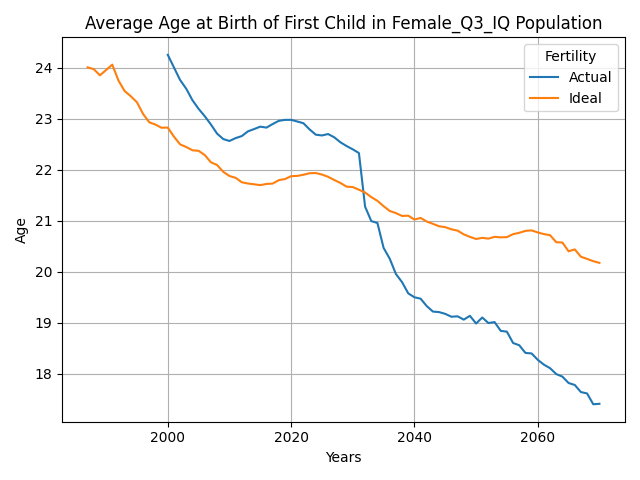 Average Age at Birth of First Child in Female_Q3_IQ Population
Fertility
Actual
Ideal
24
23
22
21
20
19
18
Age
2000
2020
2040
2060
Years